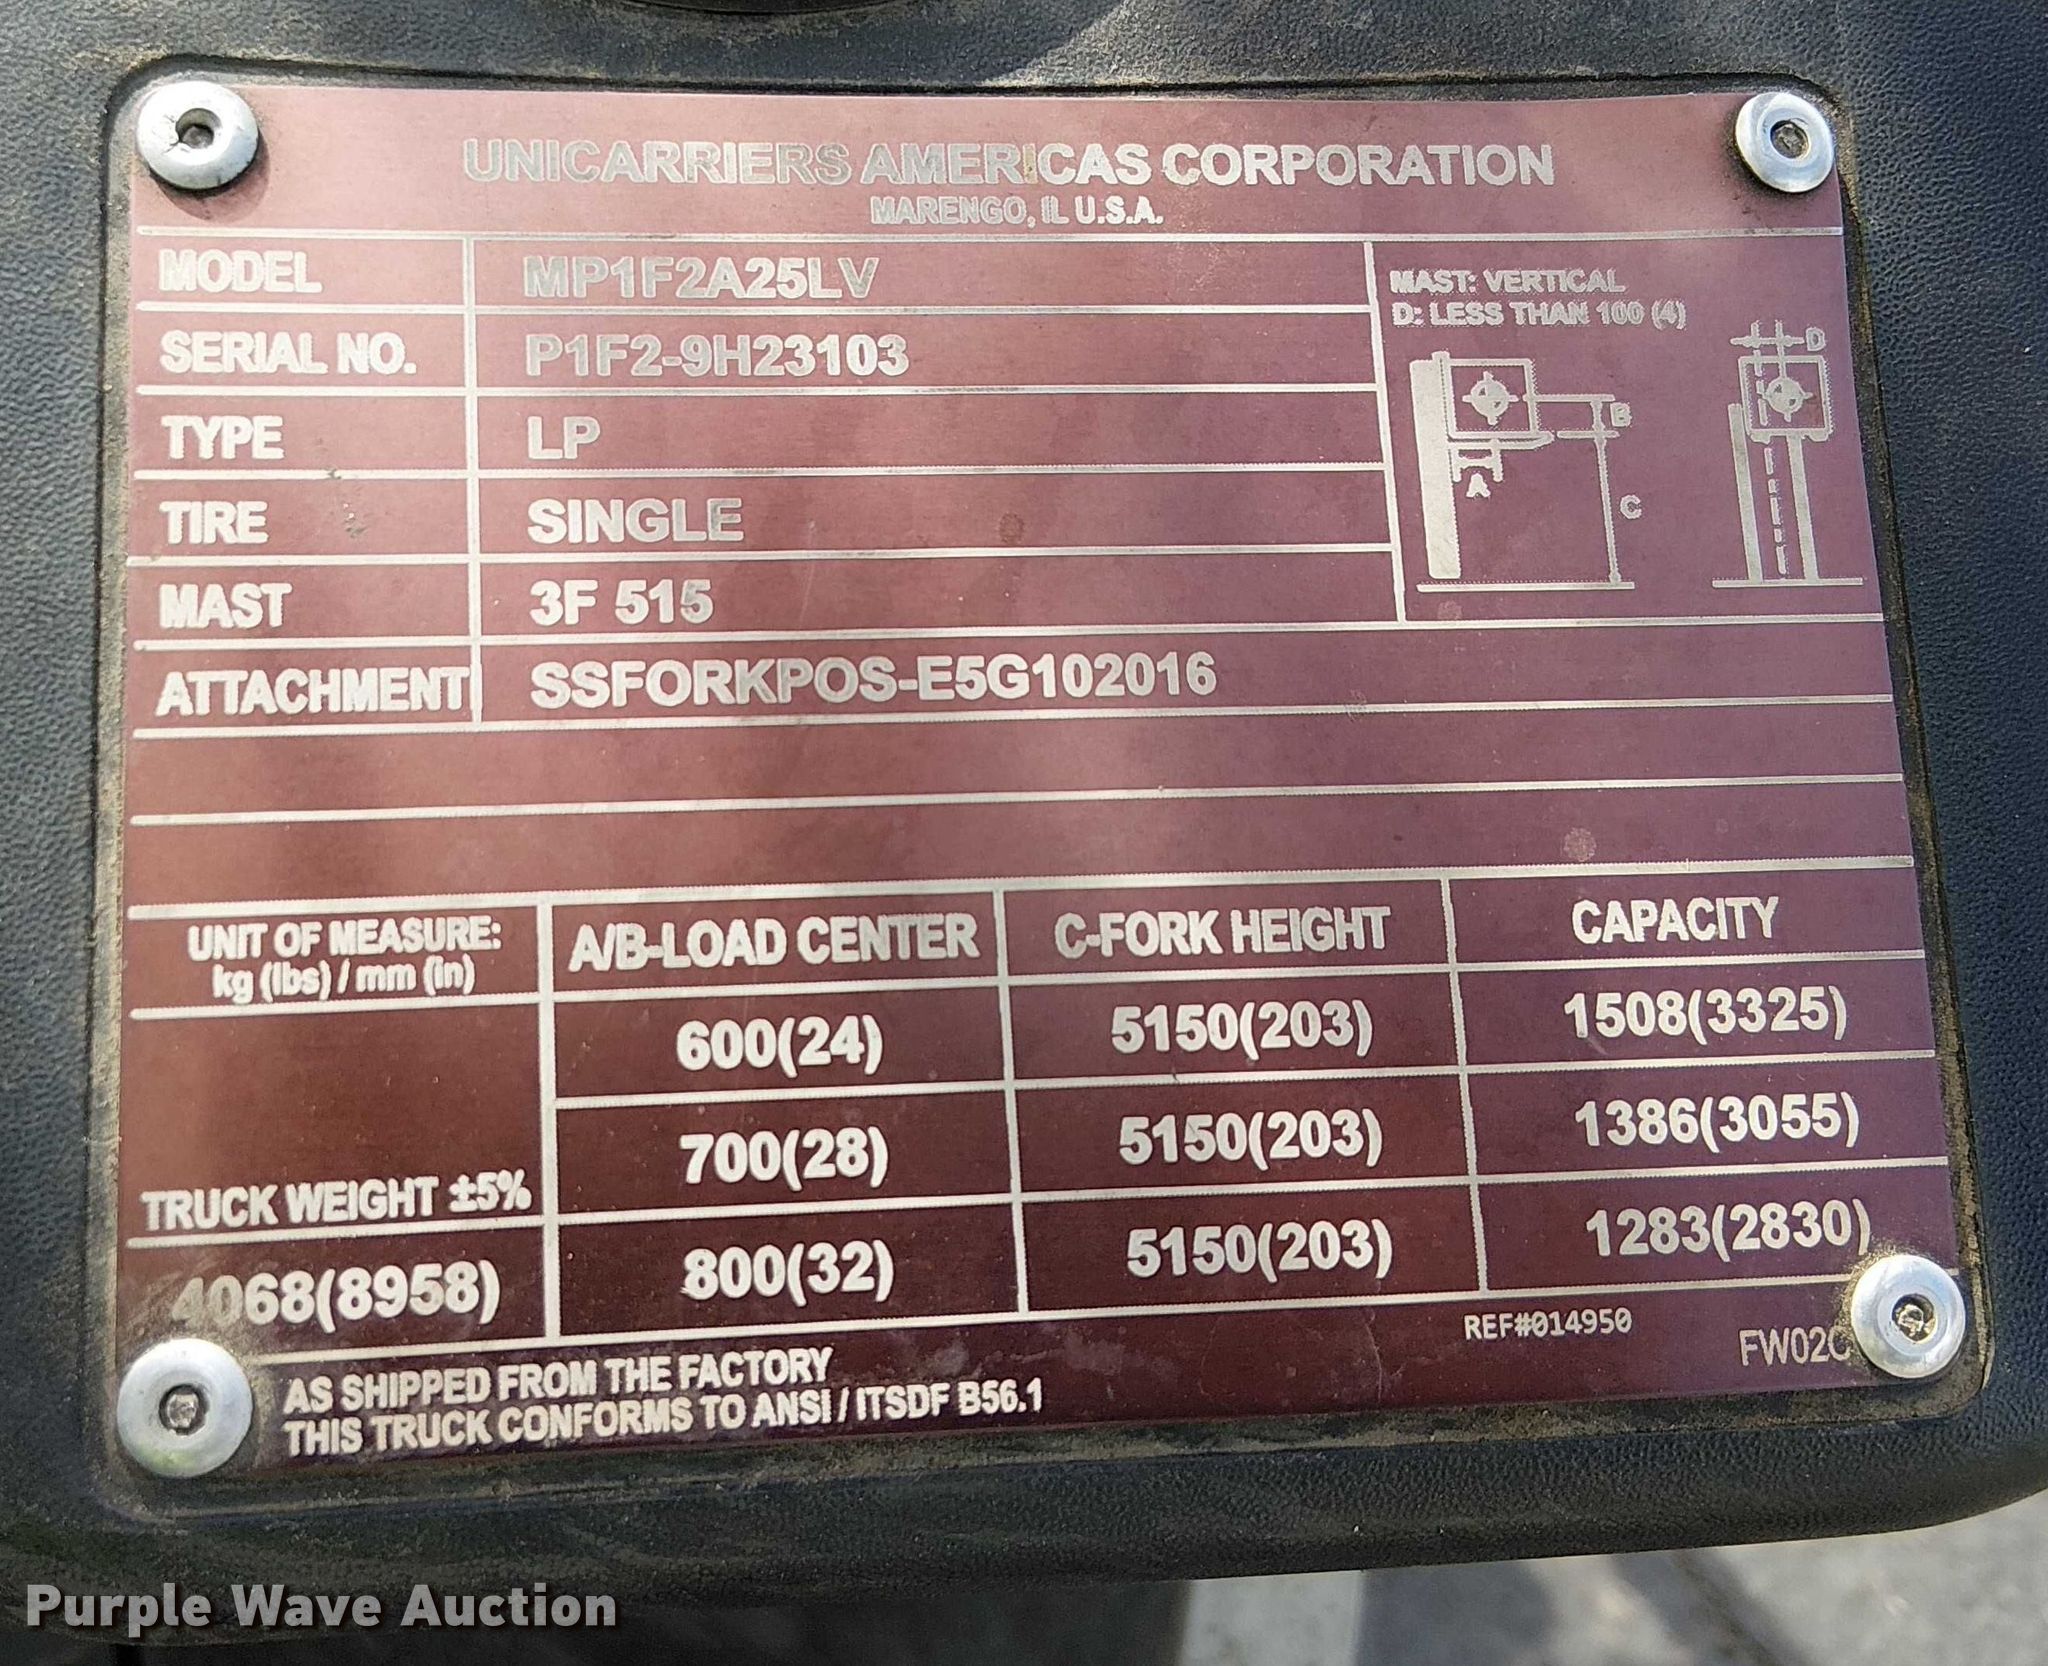 UNICARRIERS AMERICAS CORPORATION
MARENGO, IL U.S.A.
MODEL MP1F2A25LV
SERIAL NO. P1F2-9H23103
TYPE LP
TIRE SINGLE
MAST 3F 515
ATTACHMENT SSFORKPOS-E5G102016
MAST: VERTICAL
D: LESS THAN 100 (4)
D
B
A
C
UNIT OF MEASURE:
kg (lbs) / mm (in)
A/B-LOAD CENTER C-FORK HEIGHT CAPACITY
600(24) 5150(203) 1508(3325)
700(28) 5150(203) 1386(3055)
TRUCK WEIGHT ±5%
4068(8958)
800(32) 5150(203) 1283(2830)
REF#014950
AS SHIPPED FROM THE FACTORY
THIS TRUCK CONFORMS TO ANSI / ITSDF B56.1
Purple Wave Auction